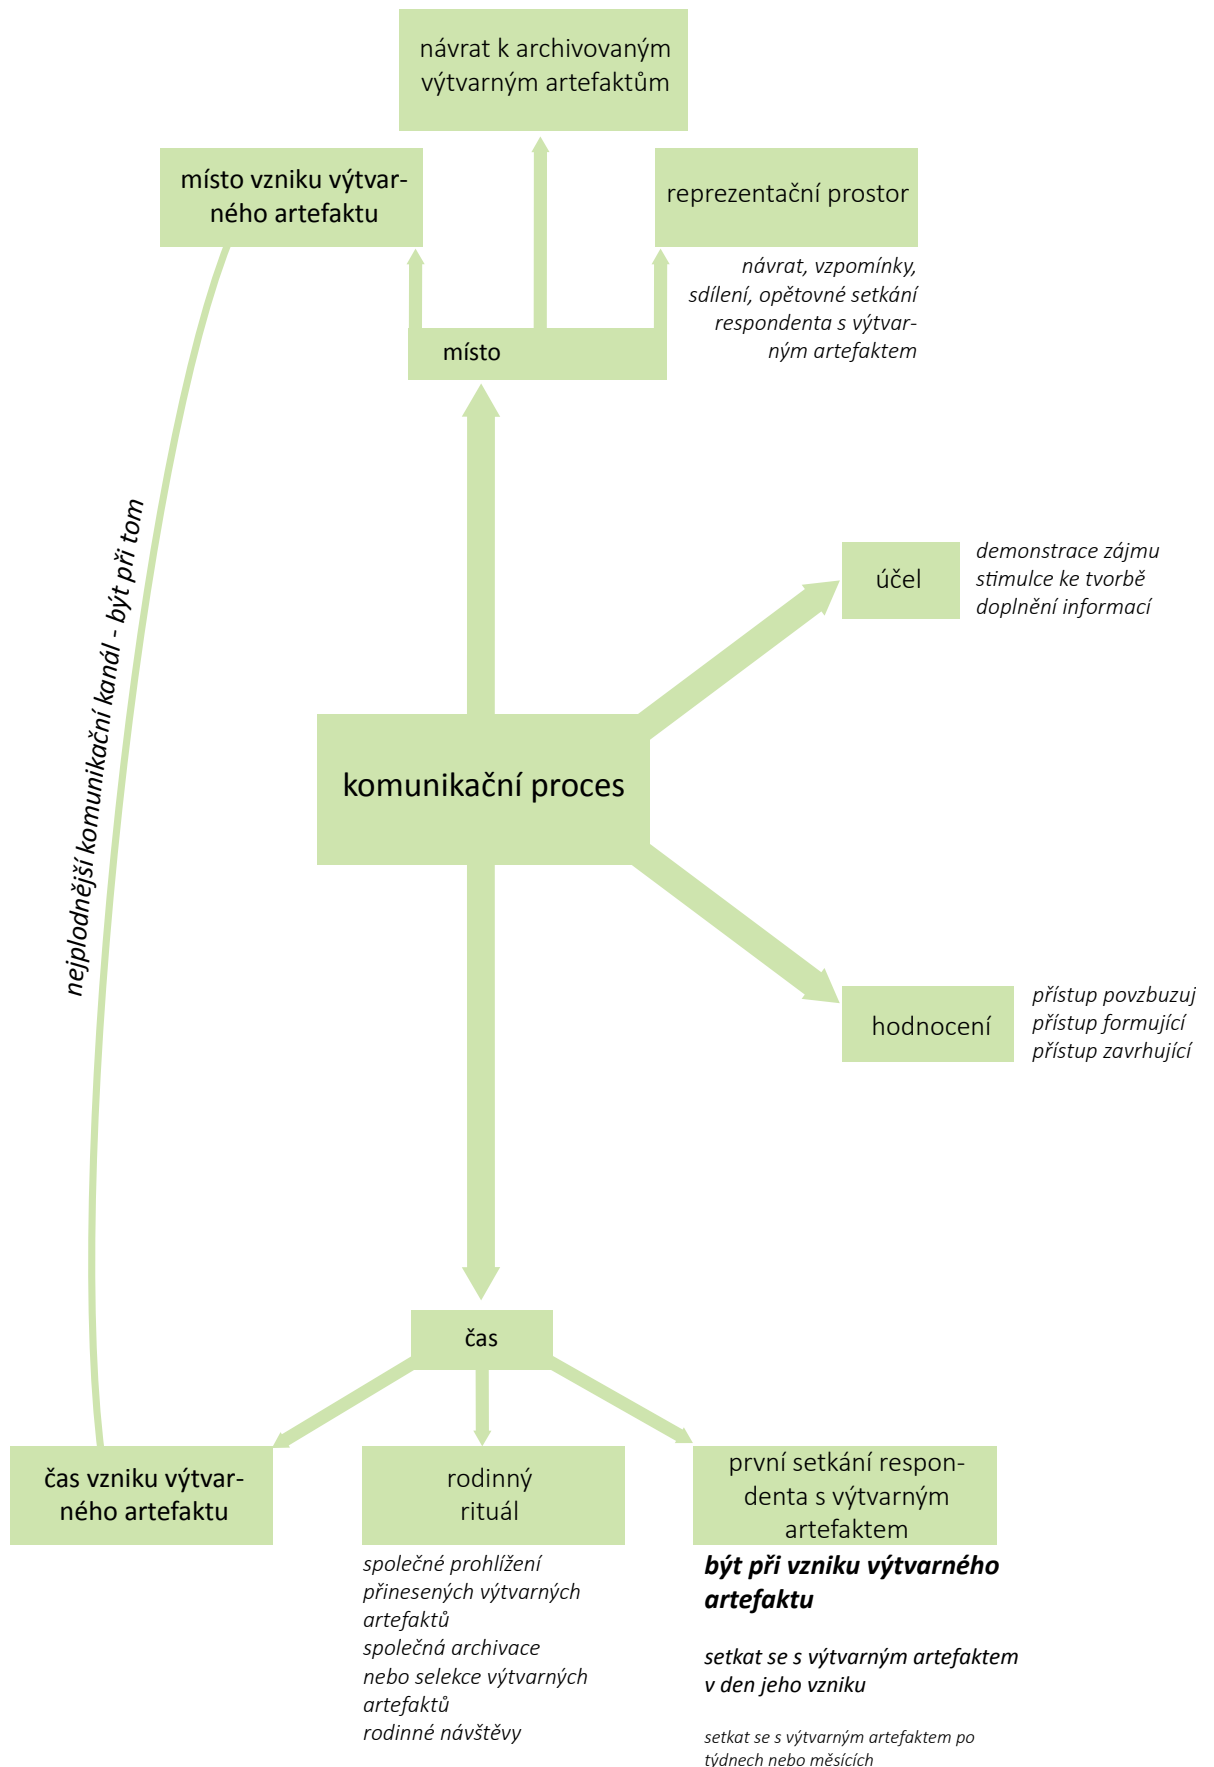 návrat k archivovaným
výtvarným artefaktům
místo vzniku výtvar-
ného artefaktu
reprezentační prostor
návrat, vzpomínky,
sdílení, opětovné setkání
respondenta s výtvar-
ným artefaktem
místo
nejplodnější komunikační kanál - být při tom
účel
demonstrace zájmu
stimulce ke tvorbě
doplnění informací
komunikační proces
hodnocení
přístup povzbuzuj
přístup formující
přístup zavrhující
čas
čas vzniku výtvar-
ného artefaktu
rodinný
rituál
společné prohlížení
přinesených výtvarných
artefaktů
společná archivace
nebo selekce výtvarných
artefaktů
rodinné návštěvy
první setkání respon-
denta s výtvarným
artefaktem
být při vzniku výtvarného
artefaktu
setkat se s výtvarným artefaktem
v den jeho vzniku
setkat se s výtvarným artefaktem po
týdnech nebo měsících